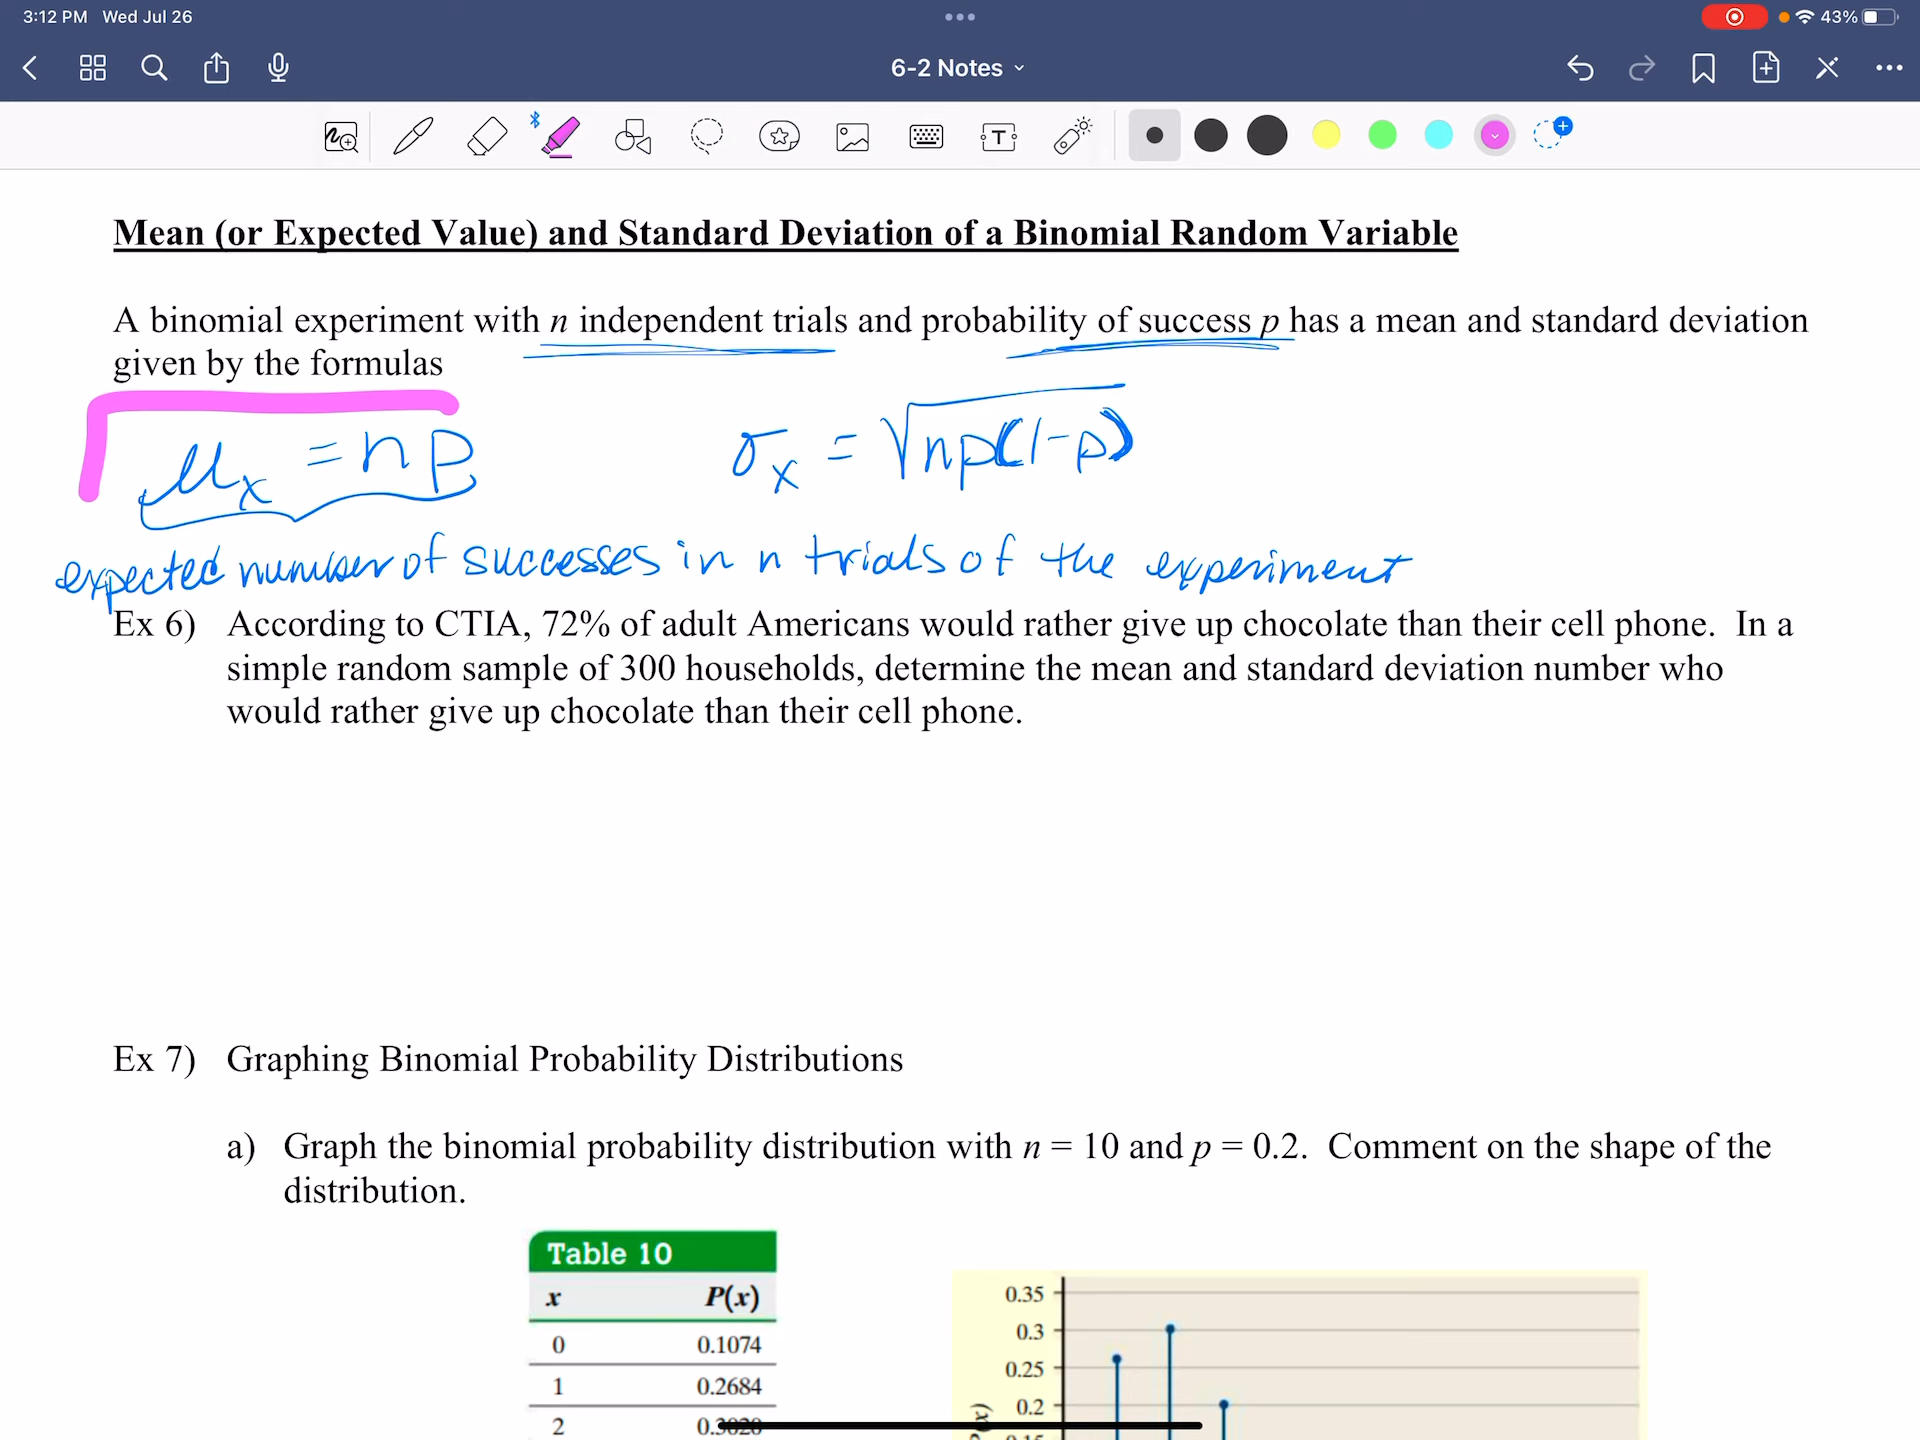 3:12 PM Wed Jul 26
43%
6-2 Notes
T
Mean (or Expected Value) and Standard Deviation of a Binomial Random Variable
A binomial experiment with n independent trials and probability of success p has a mean and standard deviation
given by the formulas
μx = np
σx = √np(1-p)
expected number of successes in n trials of the experiment
Ex 6) According to CTIA, 72% of adult Americans would rather give up chocolate than their cell phone. In a
simple random sample of 300 households, determine the mean and standard deviation number who
would rather give up chocolate than their cell phone.
Ex 7) Graphing Binomial Probability Distributions
a) Graph the binomial probability distribution with n = 10 and p = 0.2. Comment on the shape of the
distribution.
Table 10
x P(x)
0 0.1074
1 0.2684
2 0.3020
0.35
0.3
0.25
0.2
0.15